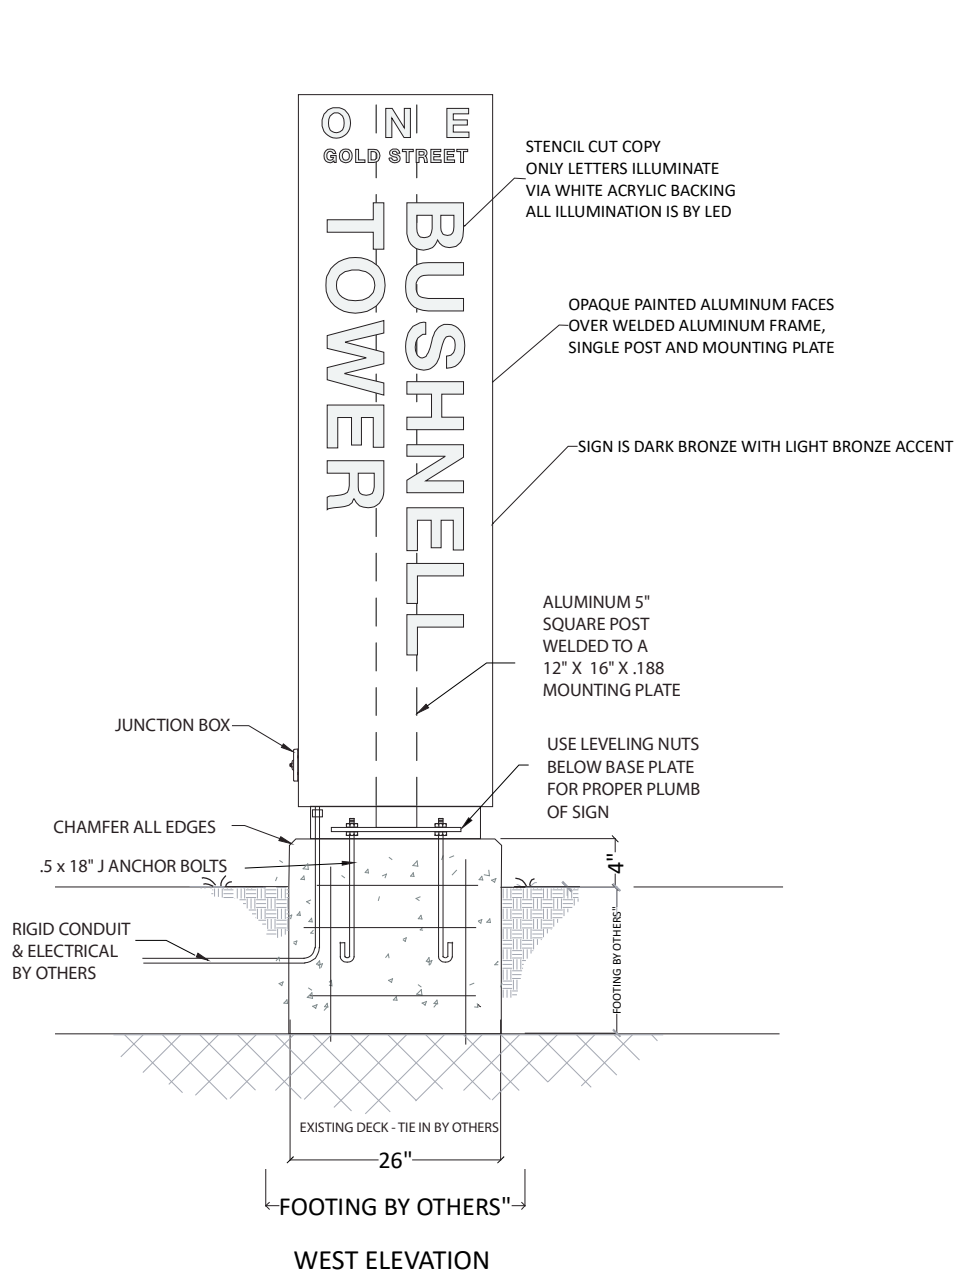 O N E
GOLD STREET
BUSHNELL
TOWER
STENCIL CUT COPY
ONLY LETTERS ILLUMINATE
VIA WHITE ACRYLIC BACKING
ALL ILLUMINATION IS BY LED
OPAQUE PAINTED ALUMINUM FACES
OVER WELDED ALUMINUM FRAME,
SINGLE POST AND MOUNTING PLATE
SIGN IS DARK BRONZE WITH LIGHT BRONZE ACCENT
ALUMINUM 5"
SQUARE POST
WELDED TO A
12" X 16" X .188
MOUNTING PLATE
JUNCTION BOX
USE LEVELING NUTS
BELOW BASE PLATE
FOR PROPER PLUMB
OF SIGN
CHAMFER ALL EDGES
.5 x 18" J ANCHOR BOLTS
4"
RIGID CONDUIT
& ELECTRICAL
BY OTHERS
FOOTING BY OTHERS"
EXISTING DECK - TIE IN BY OTHERS
26"
FOOTING BY OTHERS"
WEST ELEVATION